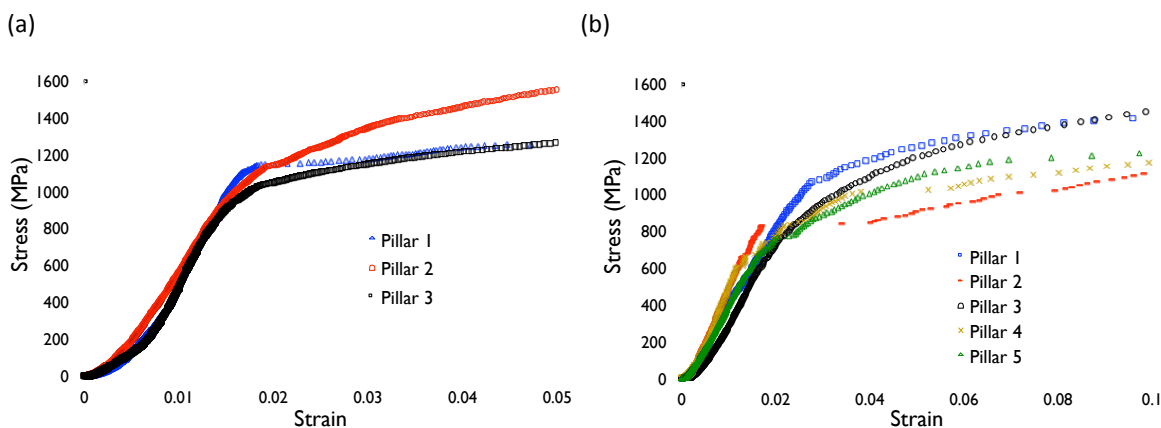 (a)
Stress (MPa)
1600
1400
1200
1000
800
600
400
200
0
0 0.01 0.02 0.03 0.04 0.05
Strain
Pillar 1
Pillar 2
Pillar 3
(b)
Stress (MPa)
1600
1400
1200
1000
800
600
400
200
0
0 0.02 0.04 0.06 0.08 0.1
Strain
Pillar 1
Pillar 2
Pillar 3
Pillar 4
Pillar 5